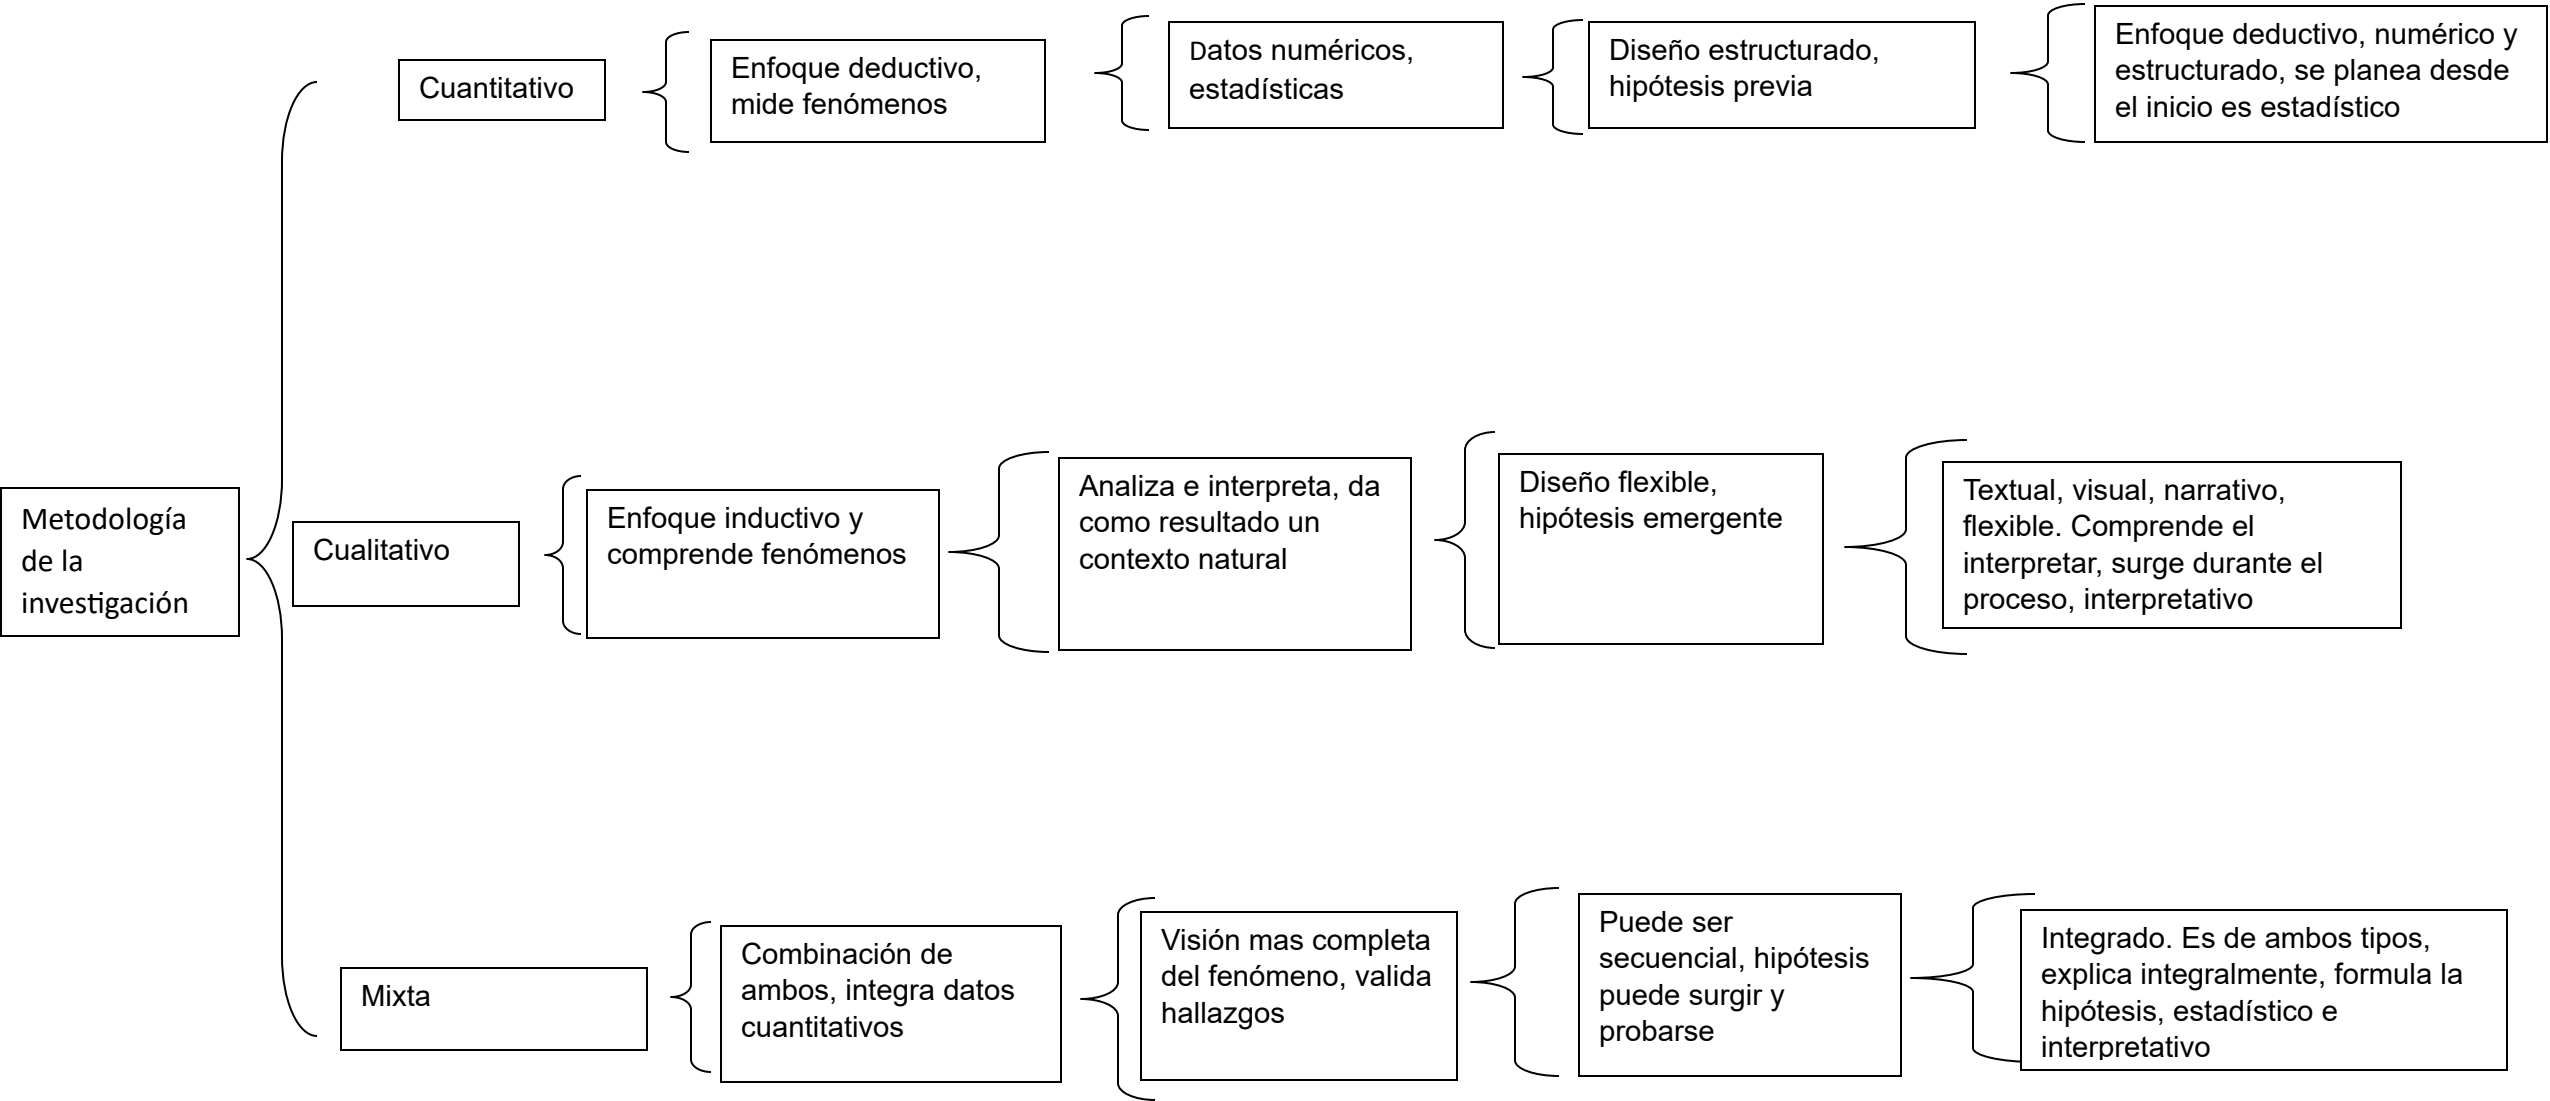 Cuantitativo
Enfoque deductivo,
mide fenómenos
Datos numéricos,
estadísticas
Diseño estructurado,
hipótesis previa
Enfoque deductivo, numérico y
estructurado, se planea desde
el inicio es estadístico
Metodología
de la
investigación
Cualitativo
Enfoque inductivo y
comprende fenómenos
Analiza e interpreta, da
como resultado un
contexto natural
Diseño flexible,
hipótesis emergente
Textual, visual, narrativo,
flexible. Comprende el
interpretar, surge durante el
proceso, interpretativo
Mixta
Combinación de
ambos, integra datos
cuantitativos
Visión mas completa
del fenómeno, valida
hallazgos
Puede ser
secuencial, hipótesis
puede surgir y
probarse
Integrado. Es de ambos tipos,
explica integralmente, formula la
hipótesis, estadístico e
interpretativo